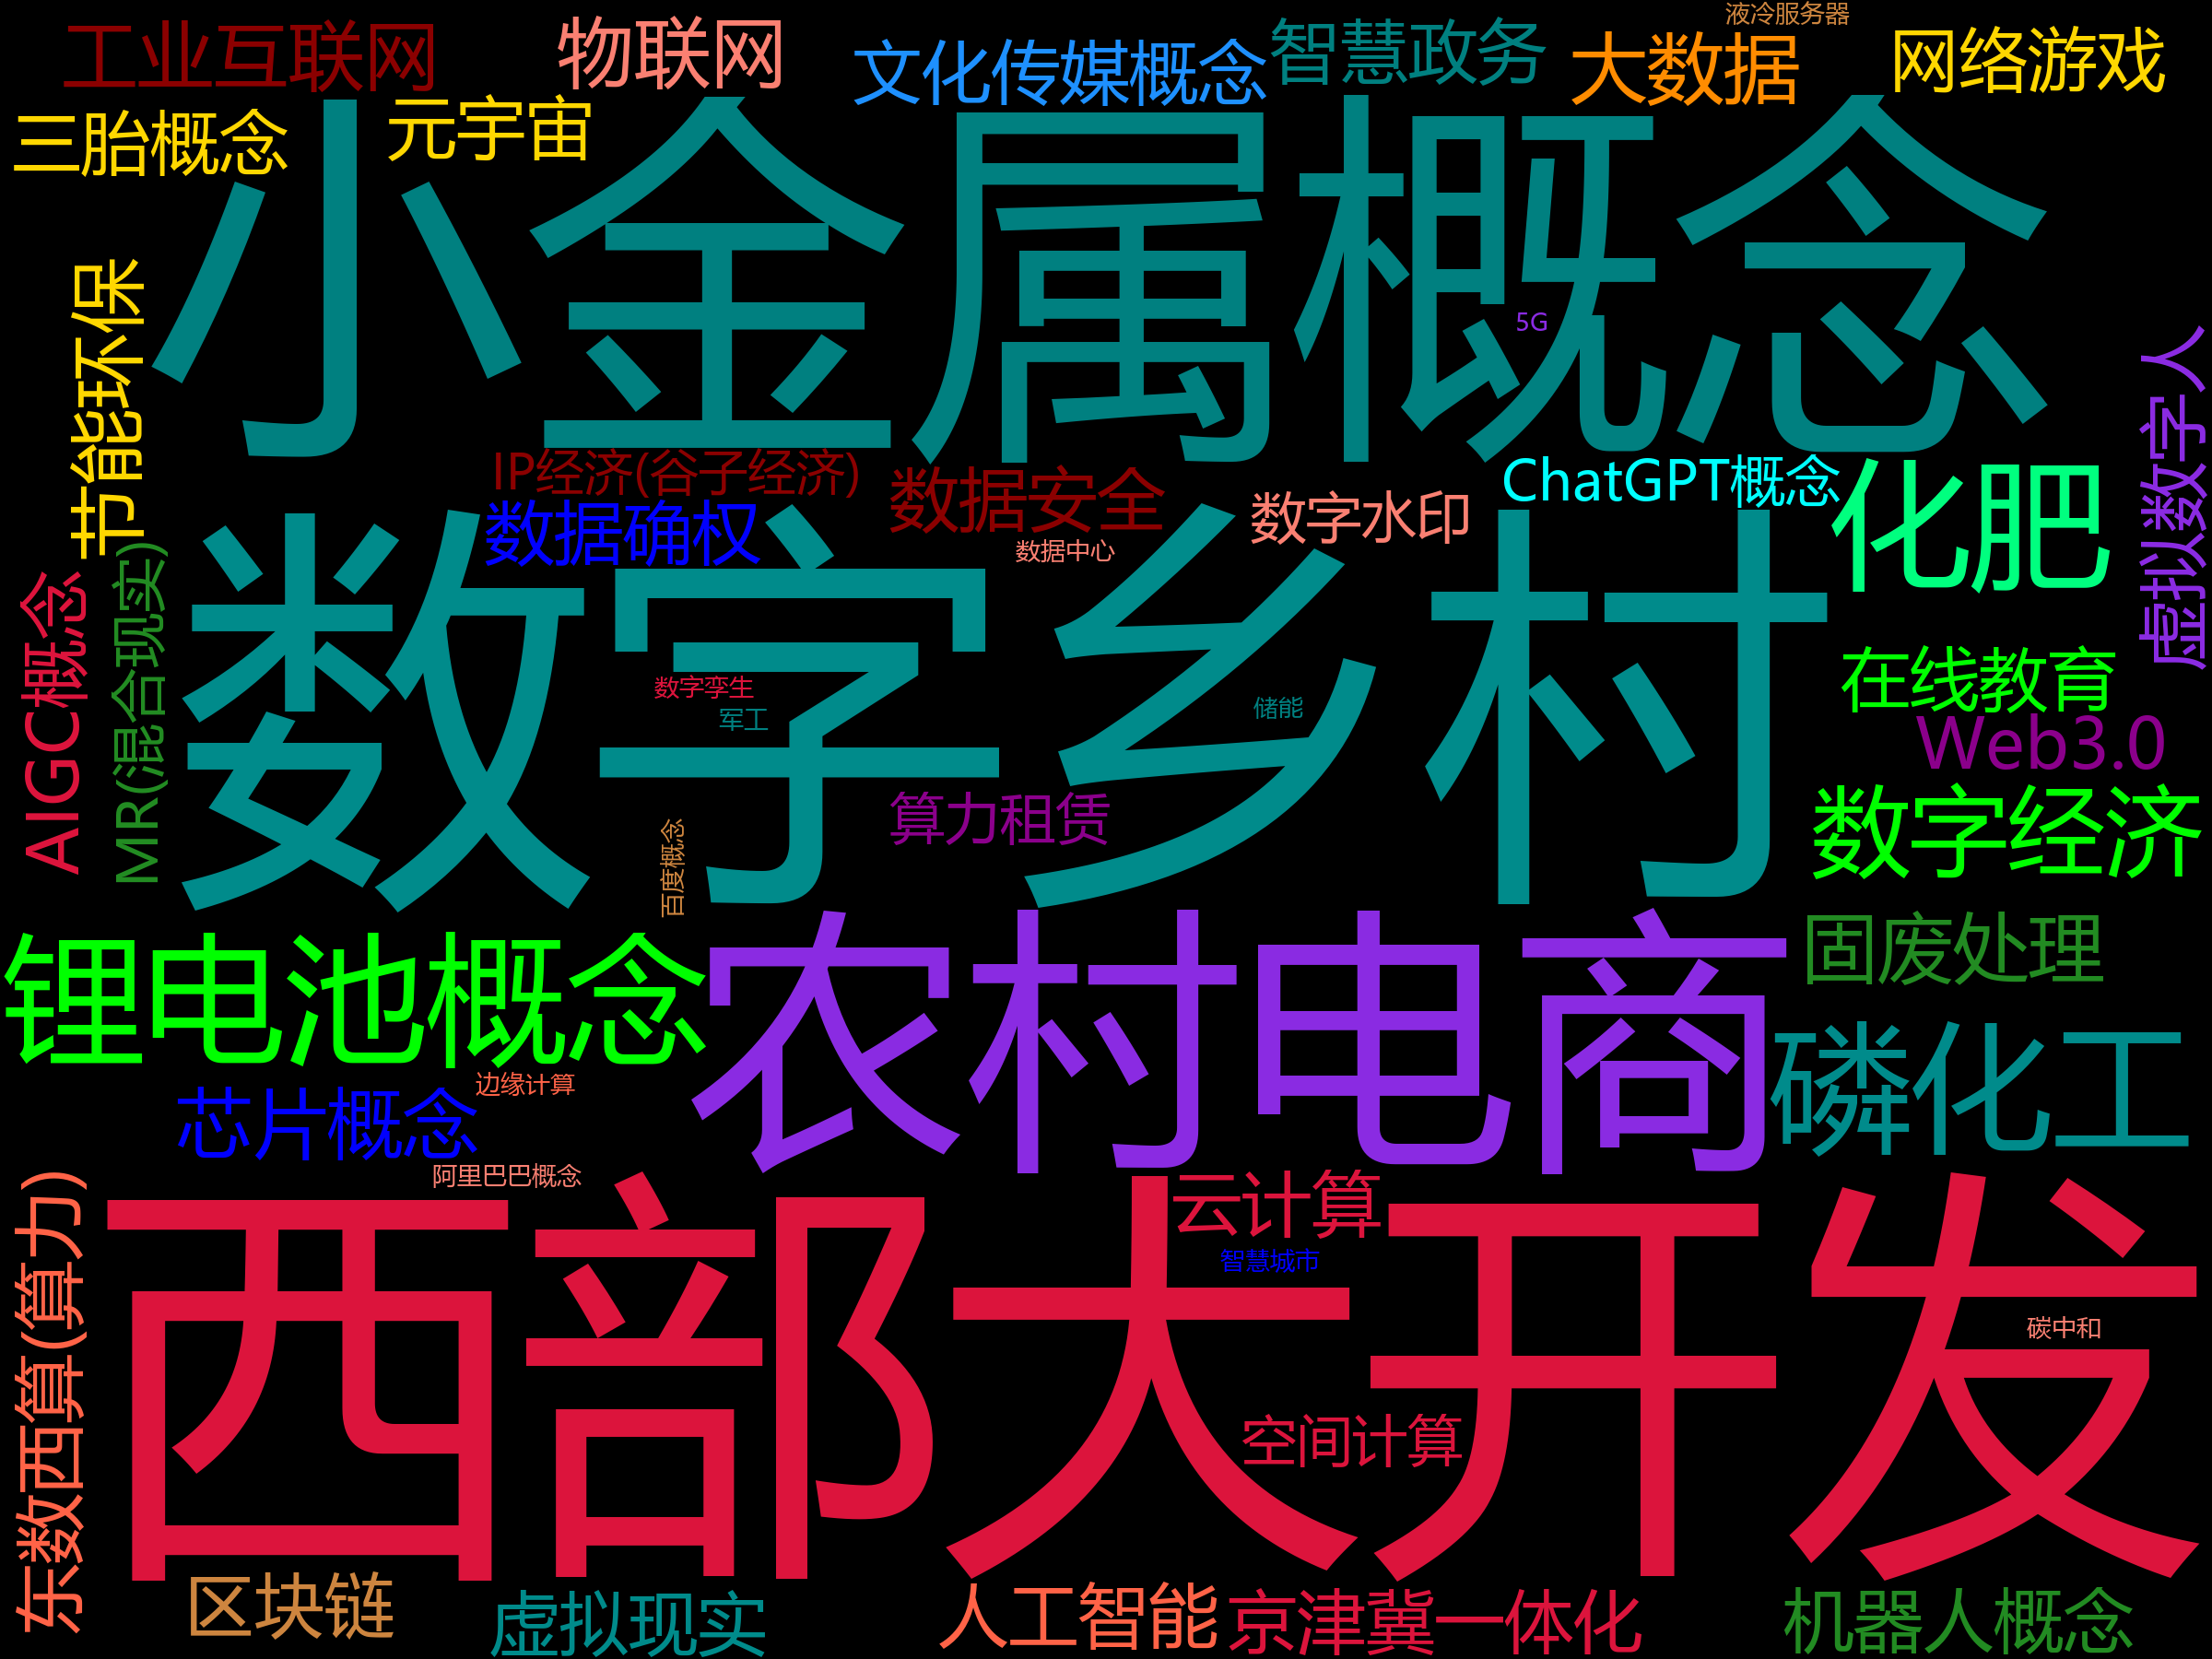 液冷服务器
工业互联网
物联网
文化传媒概念
智慧政务
大数据
网络游戏
三胎概念
元宇宙
小金属概念
5G
节能环保
虚拟数字人
IP经济(谷子经济)
数据安全
ChatGPT概念
数据确权
数字水印
化肥
数据中心
数字乡村
AIGC概念
MR(混合现实)
数字孪生
军工
储能
在线教育
Web3.0
算力租赁
数字经济
百度概念
锂电池概念
农村电商
固废处理
磷化工
边缘计算
芯片概念
阿里巴巴概念
云计算
智慧城市
东数西算(算力)
西部大开发
碳中和
空间计算
区块链
虚拟现实
人工智能
京津冀一体化
机器人概念